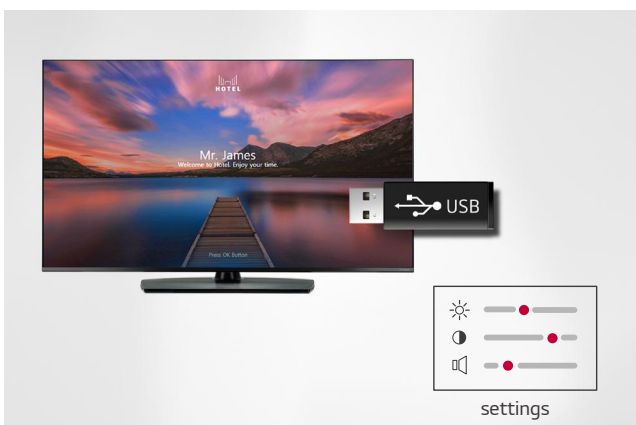 HOTEL
Mr. James
Welcome to Hotel. Enjoy your time.
Press OK Button
USB
settings